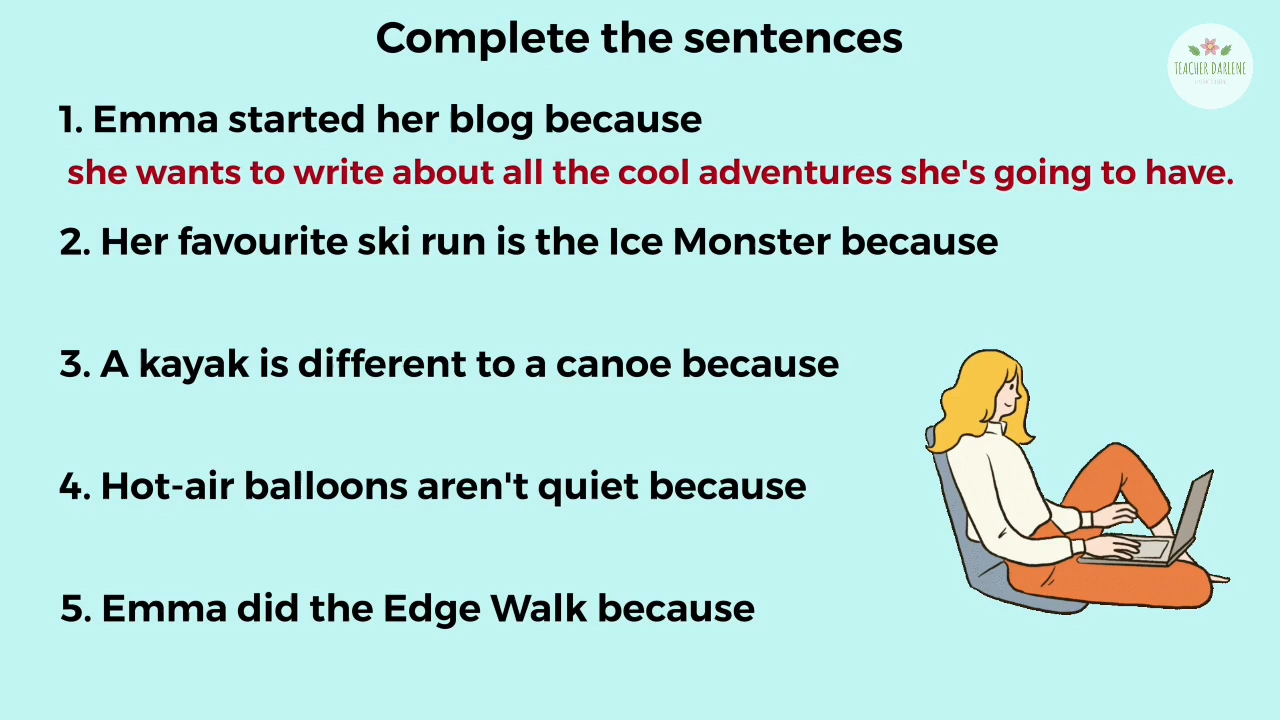 Complete the sentences
TEACHER DARLENE
1. Emma started her blog because
she wants to write about all the cool adventures she's going to have.
2. Her favourite ski run is the Ice Monster because
3. A kayak is different to a canoe because
4. Hot-air balloons aren't quiet because
5. Emma did the Edge Walk because